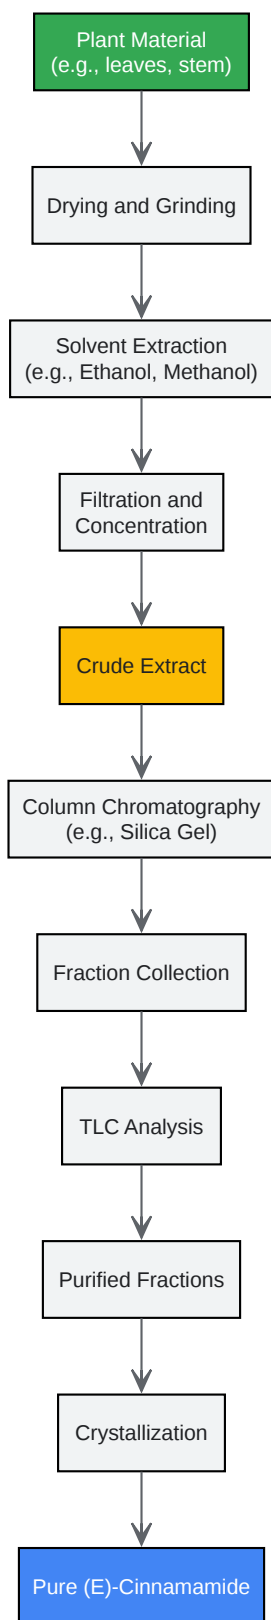 Plant Material
(e.g., leaves, stem)
Drying and Grinding
Solvent Extraction
(e.g., Ethanol, Methanol)
Filtration and
Concentration
Crude Extract
Column Chromatography
(e.g., Silica Gel)
Fraction Collection
TLC Analysis
Purified Fractions
Crystallization
Pure (E)-Cinnamamide